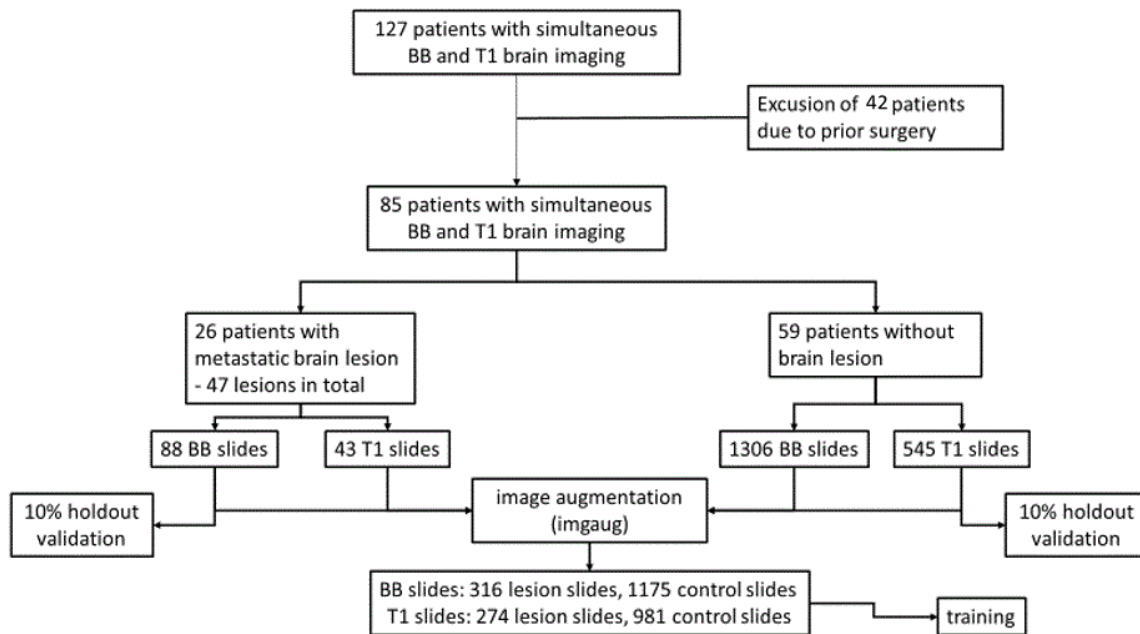 127 patients with simultaneous
BB and T1 brain imaging
Excusion of 42 patients
due to prior surgery
85 patients with simultaneous
BB and T1 brain imaging
26 patients with
metastatic brain lesion
- 47 lesions in total
59 patients without
brain lesion
88 BB slides
43 T1 slides
1306 BB slides
545 T1 slides
10% holdout
validation
image augmentation
(imgaug)
10% holdout
validation
BB slides: 316 lesion slides, 1175 control slides
T1 slides: 274 lesion slides, 981 control slides
training